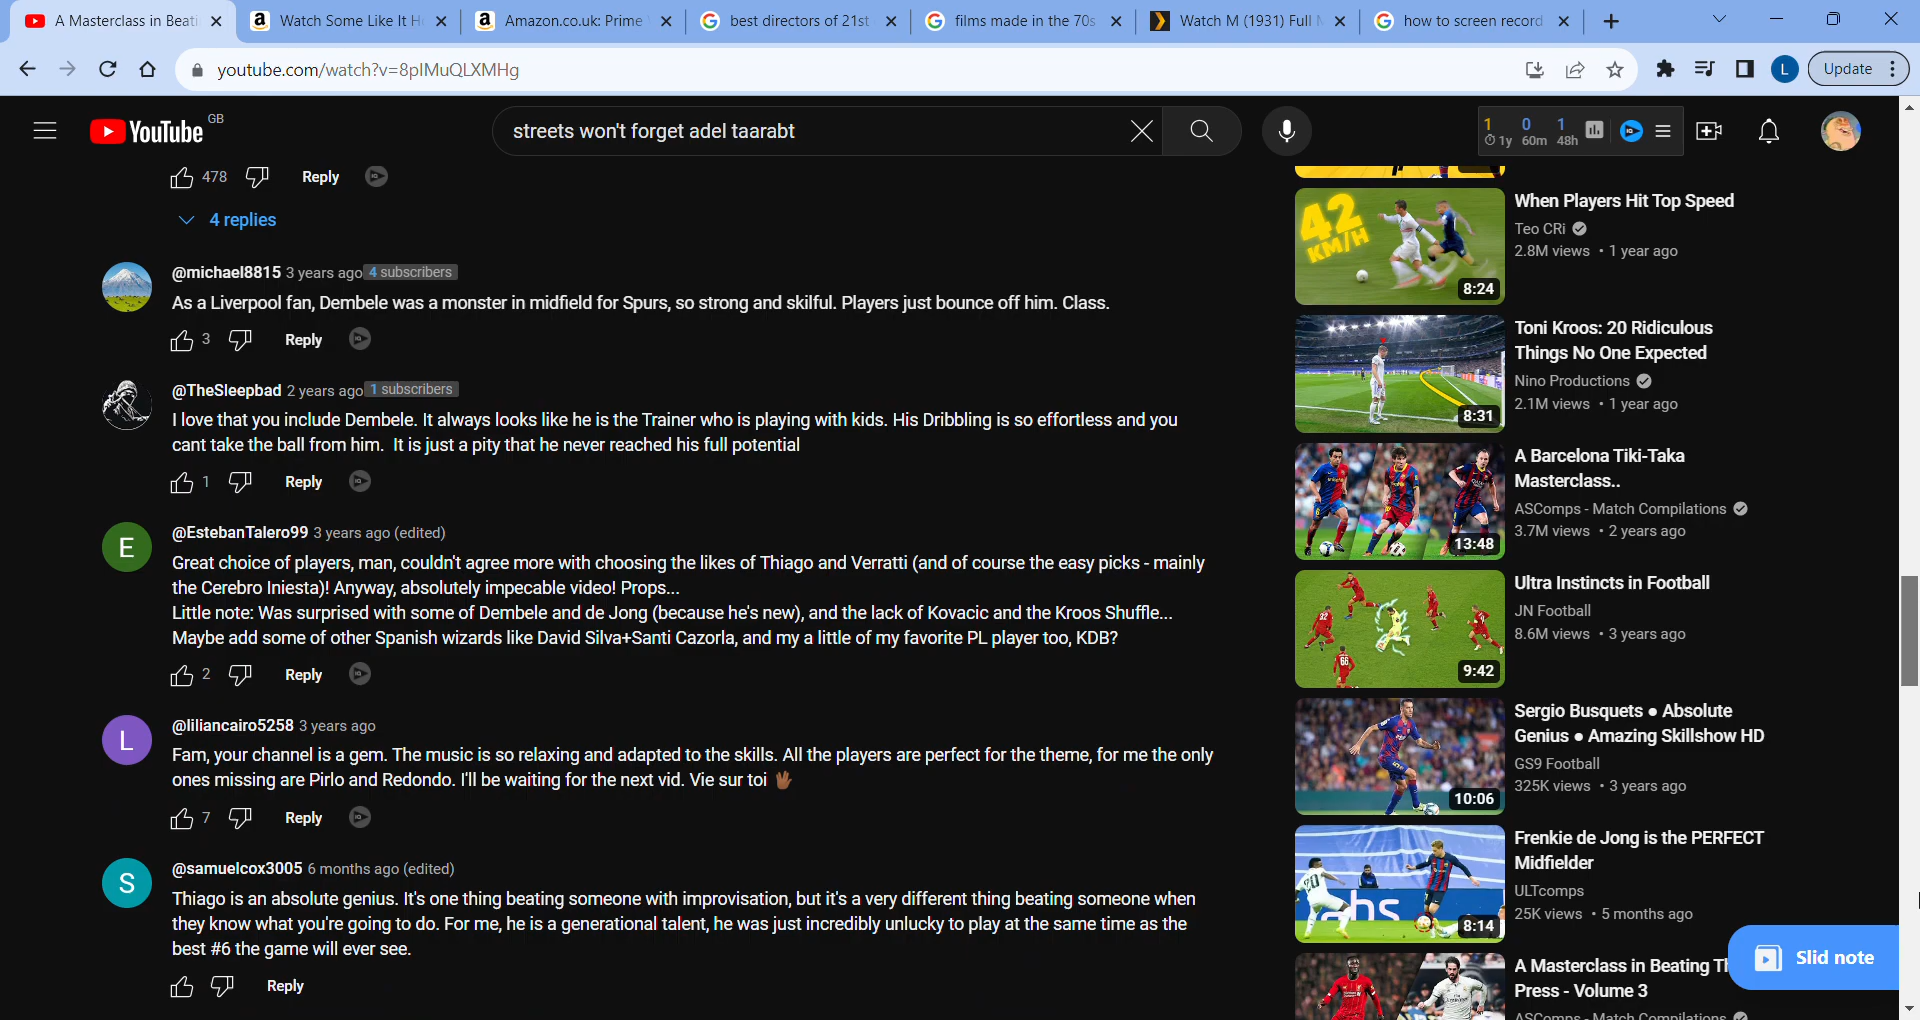 A Masterclass in Beati
Watch Some Like It H
Amazon.co.uk: Prime
best directors of 21st
films made in the 70s
Watch M (1931) Full M
how to screen record
youtube.com/watch?v=8pIMuQLXMHg
L
Update
YouTube GB
streets won't forget adel taarabt
1 0 1
1y 60m 48h
478 Reply
4 replies
@michael8815 3 years ago 4 subscribers
As a Liverpool fan, Dembele was a monster in midfield for Spurs, so strong and skilful. Players just bounce off him. Class.
3 Reply
@TheSleepbad 2 years ago 1 subscribers
I love that you include Dembele. It always looks like he is the Trainer who is playing with kids. His Dribbling is so effortless and you
cant take the ball from him. It is just a pity that he never reached his full potential
1 Reply
E
@EstebanTalero99 3 years ago (edited)
Great choice of players, man, couldn't agree more with choosing the likes of Thiago and Verratti (and of course the easy picks - mainly
the Cerebro Iniesta)! Anyway, absolutely impecable video! Props...
Little note: Was surprised with some of Dembele and de Jong (because he's new), and the lack of Kovacic and the Kroos Shuffle...
Maybe add some of other Spanish wizards like David Silva+Santi Cazorla, and my a little of my favorite PL player too, KDB?
2 Reply
L
@liliancairo5258 3 years ago
Fam, your channel is a gem. The music is so relaxing and adapted to the skills. All the players are perfect for the theme, for me the only
ones missing are Pirlo and Redondo. I'll be waiting for the next vid. Vie sur toi 🖖🏾
7 Reply
S
@samuelcox3005 6 months ago (edited)
Thiago is an absolute genius. It's one thing beating someone with improvisation, but it's a very different thing beating someone when
they know what you're going to do. For me, he is a generational talent, he was just incredibly unlucky to play at the same time as the
best #6 the game will ever see.
Reply
42
KM/H
8:24
When Players Hit Top Speed
Teo CRi
2.8M views • 1 year ago
8:31
Toni Kroos: 20 Ridiculous
Things No One Expected
Nino Productions
2.1M views • 1 year ago
13:48
A Barcelona Tiki-Taka
Masterclass..
ASComps - Match Compilations
3.7M views • 2 years ago
9:42
Ultra Instincts in Football
JN Football
8.6M views • 3 years ago
10:06
Sergio Busquets ● Absolute
Genius ● Amazing Skillshow HD
GS9 Football
325K views • 3 years ago
8:14
Frenkie de Jong is the PERFECT
Midfielder
ULTcomps
25K views • 5 months ago
Slid note
A Masterclass in Beating Th
Press - Volume 3
ASComps - Match Compilations